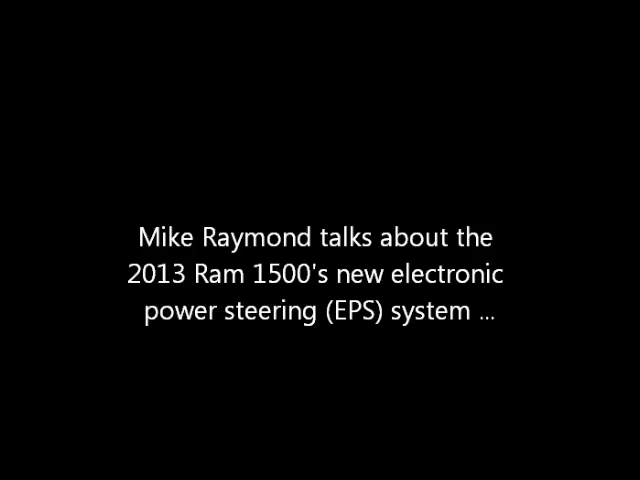 Mike Raymond talks about the
2013 Ram 1500's new electronic
power steering (EPS) system ...